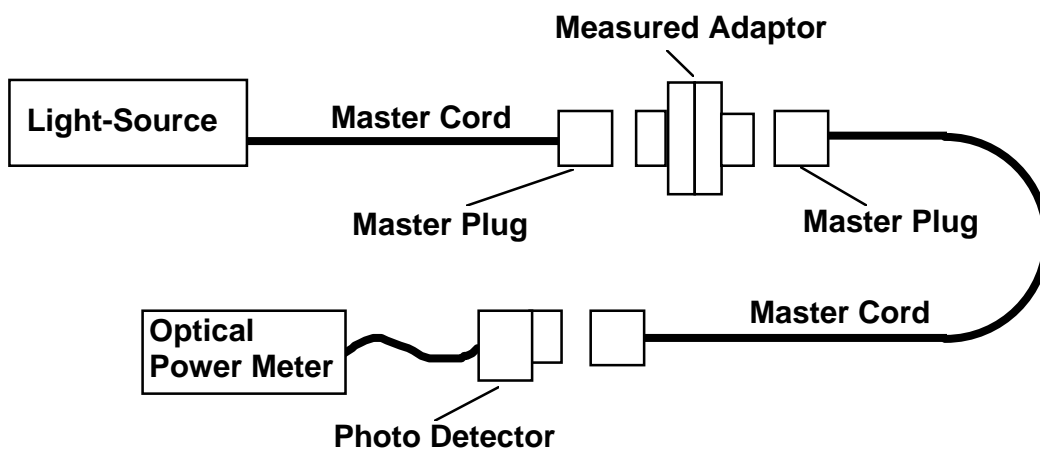 Measured Adaptor
Light-Source
Master Cord
Master Plug
Master Plug
Master Cord
Optical
Power Meter
Photo Detector